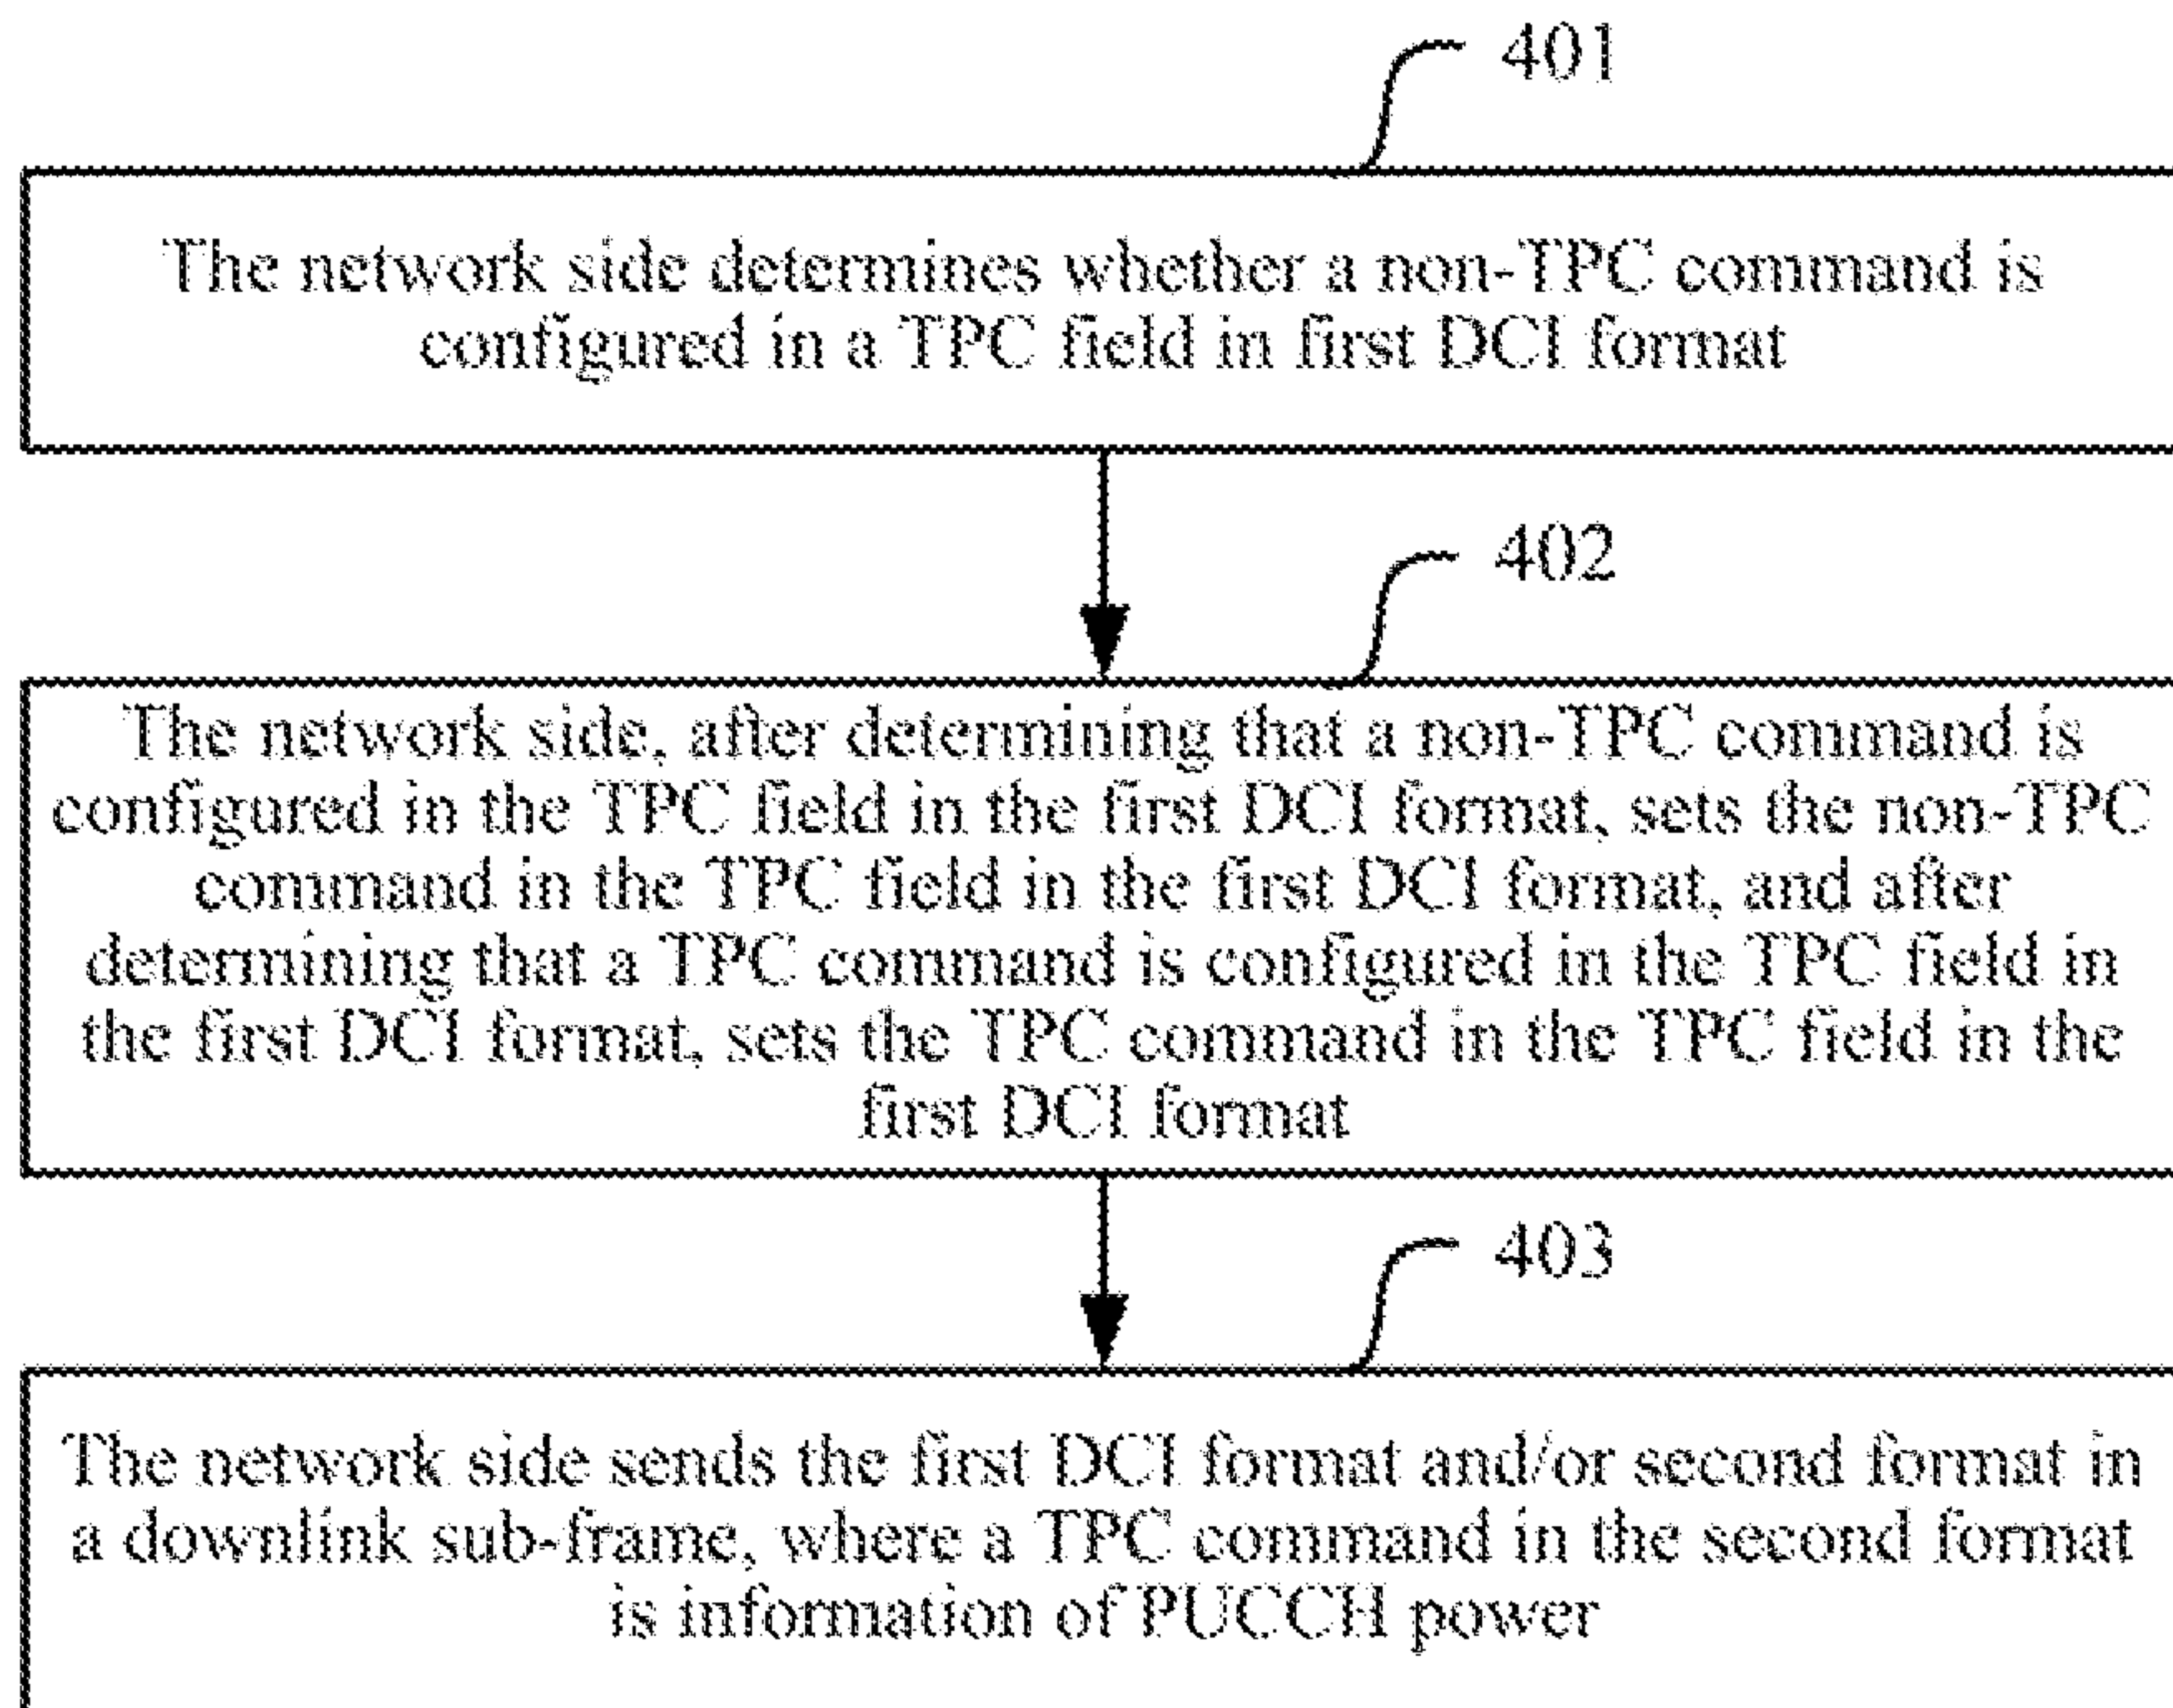 401
The network side determines whether a non-TPC command is
configured in a TPC field in first DCI format
402
The network side, after determining that a non-TPC command is
configured in the TPC field in the first DCI format, sets the non-TPC
command in the TPC field in the first DCI format, and after
determining that a TPC command is configured in the TPC field in
the first DCI format, sets the TPC command in the TPC field in the
first DCI format
403
The network side sends the first DCI format and/or second format in
a downlink sub-frame, where a TPC command in the second format
is information of PUCCH power